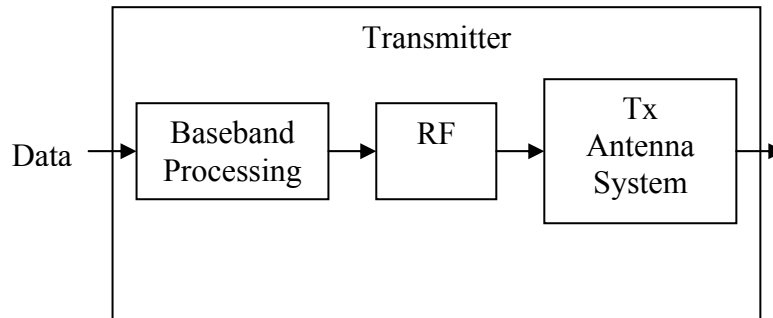 Transmitter
Data
Baseband
Processing
RF
Tx
Antenna
System